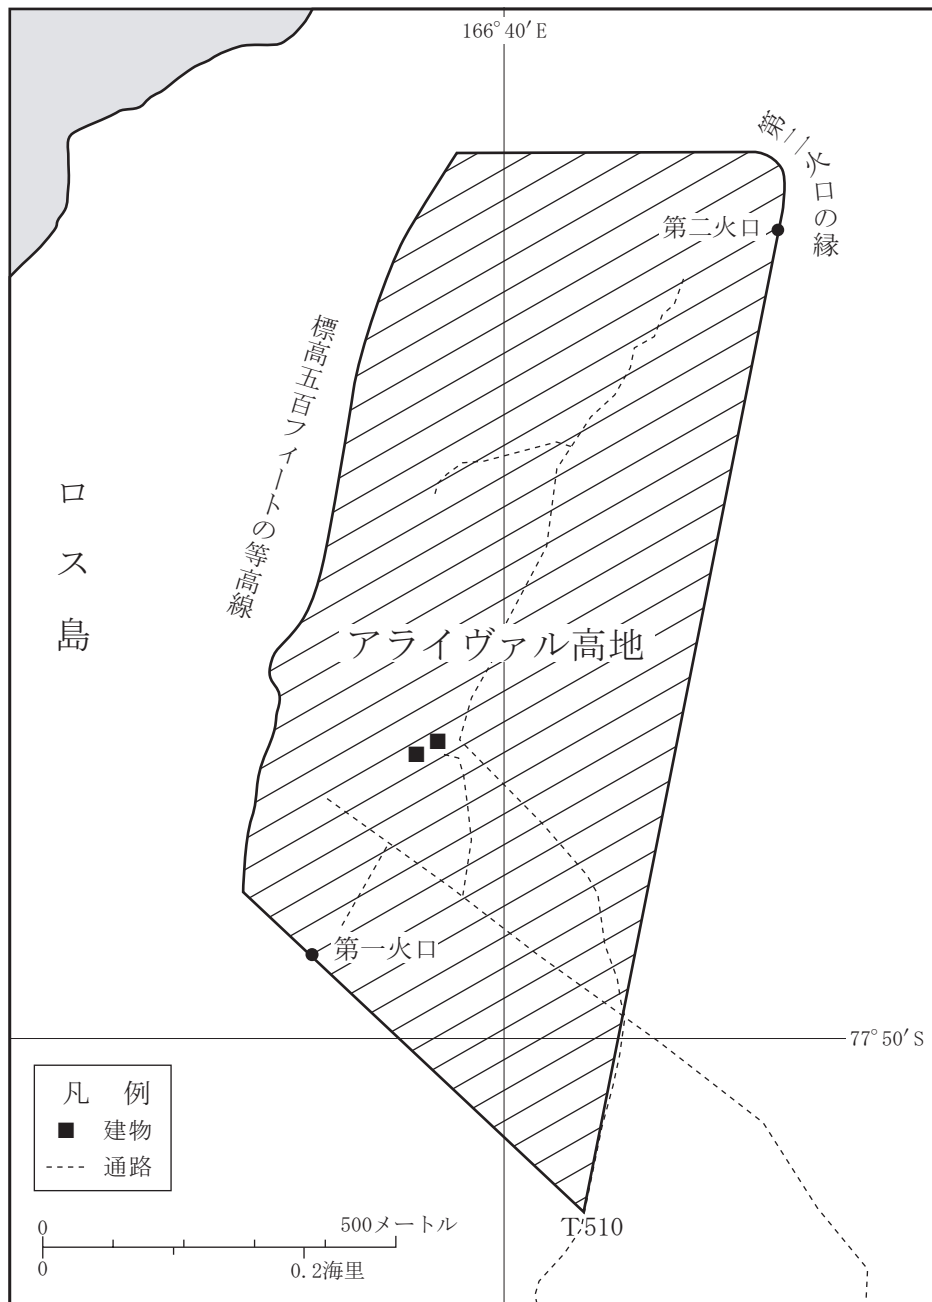 166°40′E
第二火口の縁
第二火口
標高五百フィートの等高線
ロス島
アライヴァル高地
第一火口
77°50′S
凡 例
■ 建物
---- 通路
0 500メートル
0 0.2海里
T510